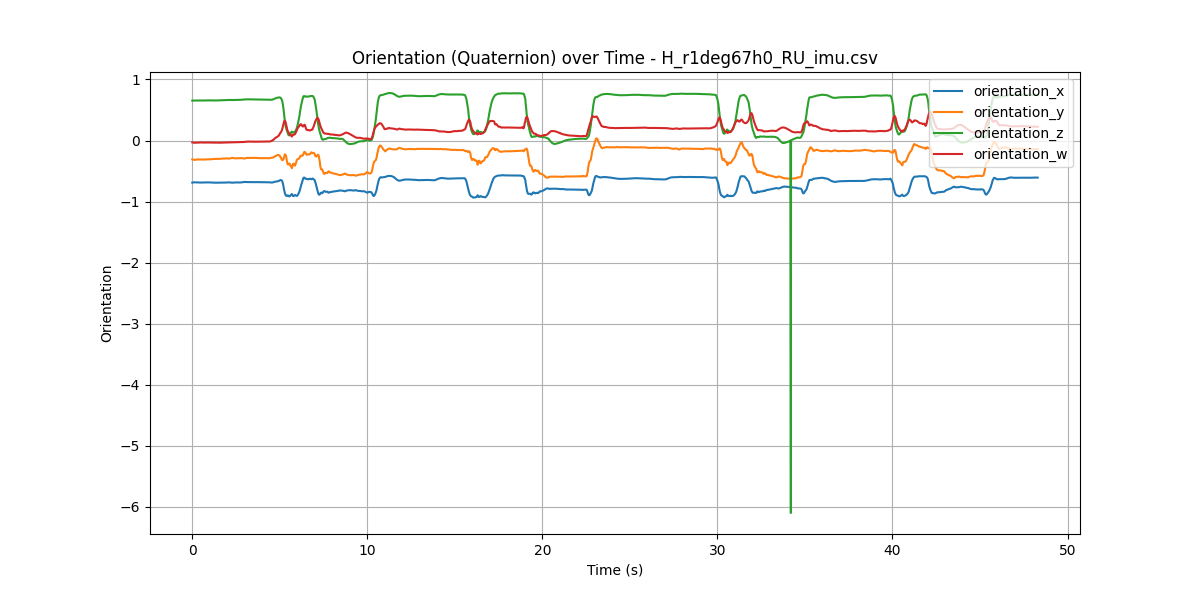 Orientation (Quaternion) over Time - H_r1deg67h0_RU_imu.csv
orientation_x
orientation_y
orientation_z
orientation_w
Orientation
1
0
−1
−2
−3
−4
−5
−6
0 10 20 30 40 50
Time (s)